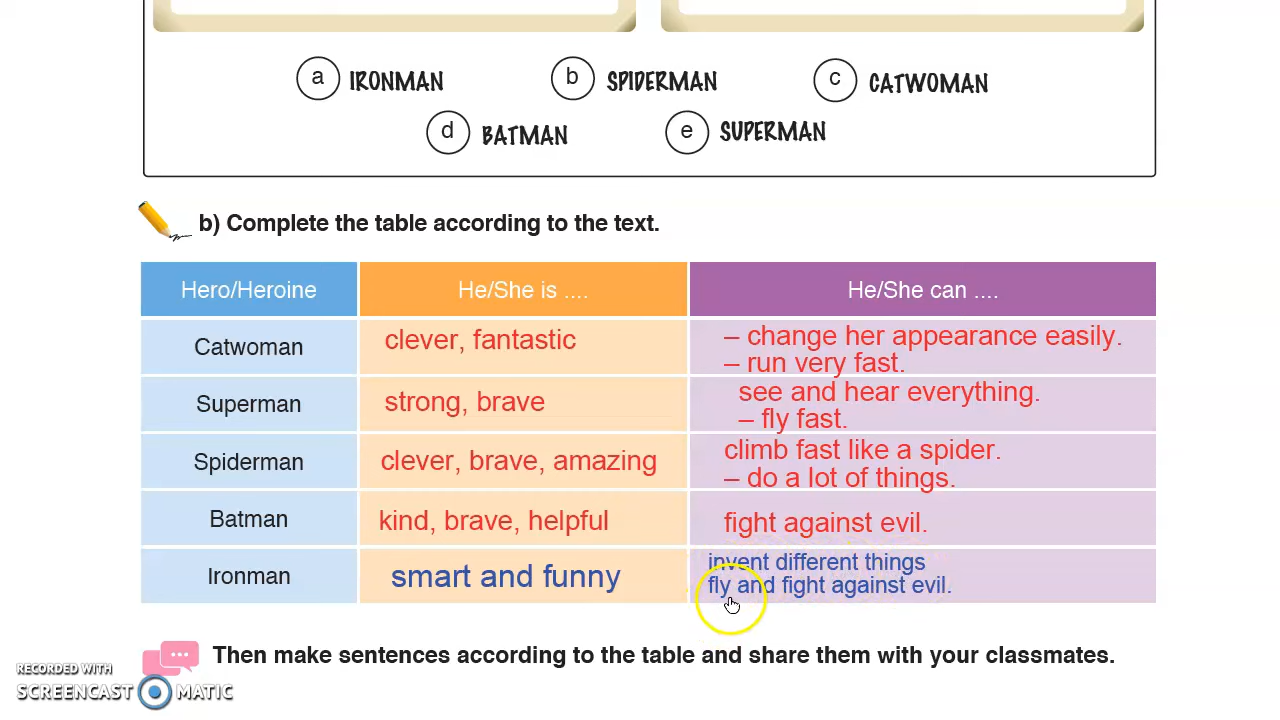 a IRONMAN b SPIDERMAN c CATWOMAN
d BATMAN e SUPERMAN
b) Complete the table according to the text.
Hero/Heroine He/She is .... He/She can ....
Catwoman clever, fantastic – change her appearance easily.
– run very fast.
Superman strong, brave see and hear everything.
– fly fast.
Spiderman clever, brave, amazing climb fast like a spider.
– do a lot of things.
Batman kind, brave, helpful fight against evil.
Ironman smart and funny invent different things
fly and fight against evil.
Then make sentences according to the table and share them with your classmates.
RECORDED WITH
SCREENCAST MATIC